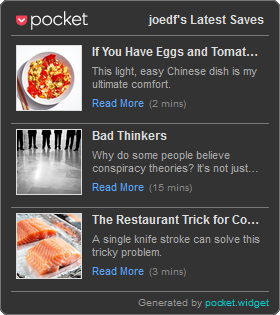 pocket
joedf's Latest Saves
If You Have Eggs and Tomat…
This light, easy Chinese dish is my
ultimate comfort.
Read More (2 mins)
Bad Thinkers
Why do some people believe
conspiracy theories? It's not just…
Read More (15 mins)
The Restaurant Trick for Co…
A single knife stroke can solve this
tricky problem.
Read More (3 mins)
Generated by pocket.widget